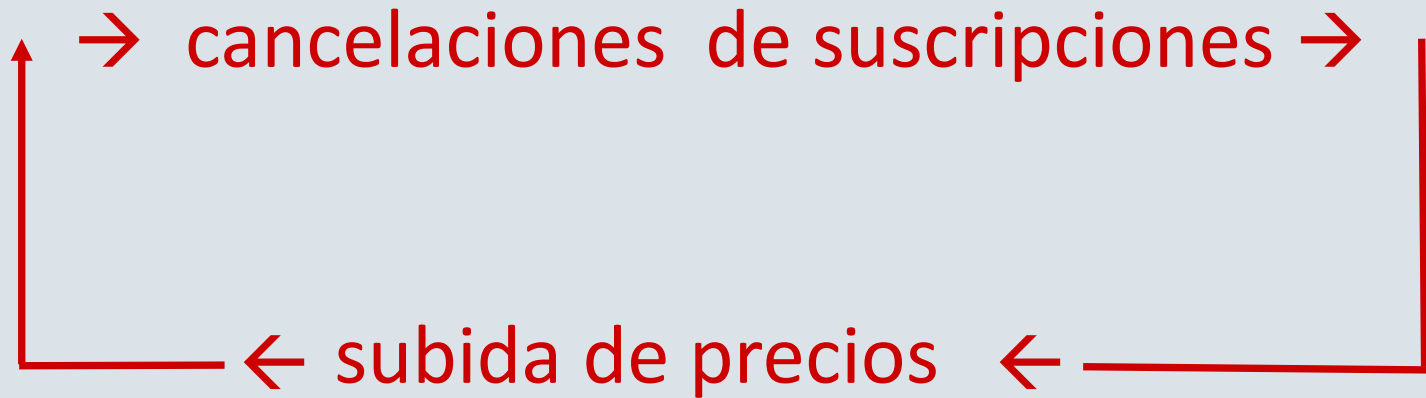 → cancelaciones de suscripciones →
← subida de precios ←